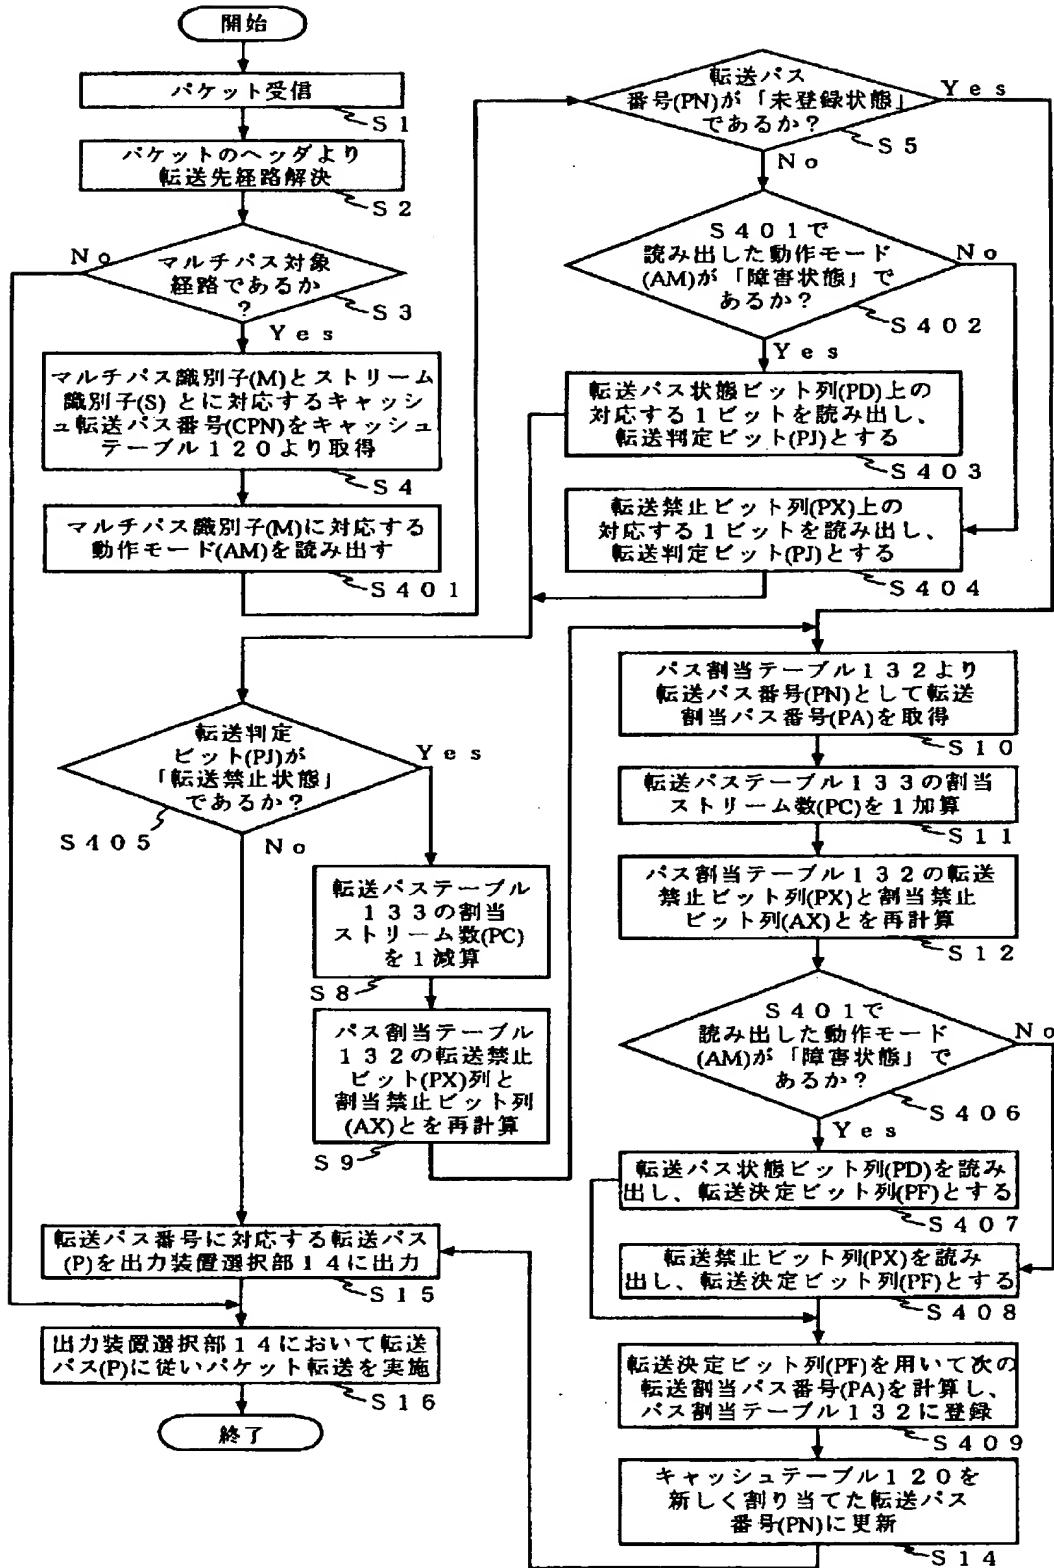 開始
パケット受信
S1
パケットのヘッダより
転送先経路解決
S2
No
マルチパス対象
経路であるか
?
S3
Yes
マルチパス識別子(M)とストリーム
識別子(S)とに対応するキャッシ
ュ転送パス番号(CPN)をキャッシュ
テーブル120より取得
S4
マルチパス識別子(M)に対応する
動作モード(AM)を読み出す
S401
転送パス
番号(PN)が「未登録状態」
であるか?
Yes
S5
No
S401で
読み出した動作モード
(AM)が「障害状態」で
あるか?
No
S402
Yes
転送パス状態ビット列(PD)上の
対応する1ビットを読み出し、
転送判定ビット(PJ)とする
S403
転送禁止ビット列(PX)上の
対応する1ビットを読み出し、
転送判定ビット(PJ)とする
S404
転送判定
ビット(PJ)が
「転送禁止状態」
であるか?
Yes
S405
No
転送パステーブル
133の割当
ストリーム数(PC)
を1減算
S8
パス割当テーブル
132の転送禁止
ビット(PX)列と
割当禁止ビット列
(AX)とを再計算
S9
パス割当テーブル132より
転送パス番号(PN)として転送
割当パス番号(PA)を取得
S10
転送パステーブル133の割当
ストリーム数(PC)を1加算
S11
パス割当テーブル132の転送
禁止ビット列(PX)と割当禁止
ビット列(AX)とを再計算
S12
S401で
読み出した動作モード
(AM)が「障害状態」で
あるか?
No
S406
Yes
転送パス状態ビット列(PD)を読み
出し、転送決定ビット列(PF)とする
S407
転送禁止ビット列(PX)を読み
出し、転送決定ビット列(PF)とする
S408
転送決定ビット列(PF)を用いて次の
転送割当パス番号(PA)を計算し、
パス割当テーブル132に登録
S409
キャッシュテーブル120を
新しく割り当てた転送パス
番号(PN)に更新
S14
転送パス番号に対応する転送パス
(P)を出力装置選択部14に出力
S15
出力装置選択部14において転送
パス(P)に従いパケット転送を実施
S16
終了